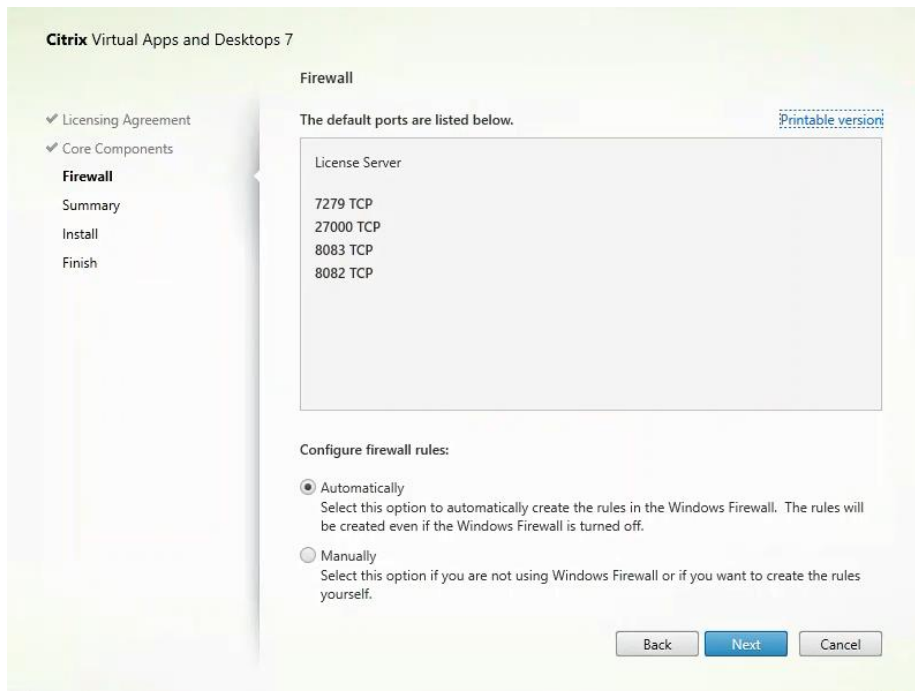 Citrix Virtual Apps and Desktops 7
Firewall
Licensing Agreement
Core Components
Firewall
Summary
Install
Finish
The default ports are listed below.
Printable version
License Server
7279 TCP
27000 TCP
8083 TCP
8082 TCP
Configure firewall rules:
Automatically
Select this option to automatically create the rules in the Windows Firewall. The rules will
be created even if the Windows Firewall is turned off.
Manually
Select this option if you are not using Windows Firewall or if you want to create the rules
yourself.
Back
Next
Cancel